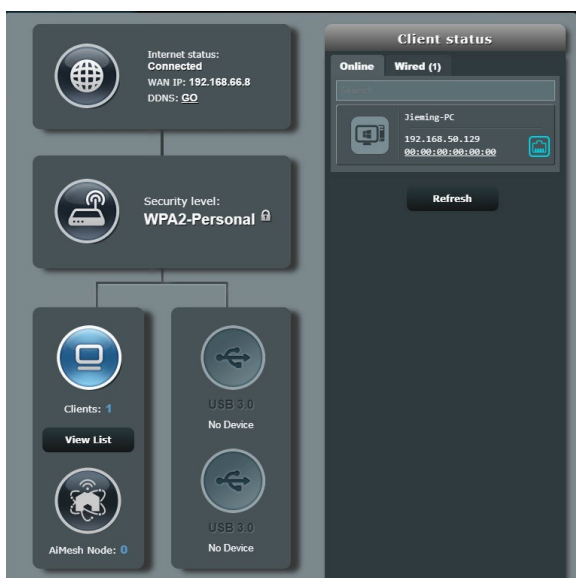 Internet status:
Connected
WAN IP: 192.168.66.8
DDNS: GO
Security level:
WPA2-Personal
Clients: 1
View List
AiMesh Node: 0
USB 3.0
No Device
USB 3.0
No Device
Client status
Online
Wired (1)
Search
Jieming-PC
192.168.50.129
00:00:00:00:00:00
Refresh